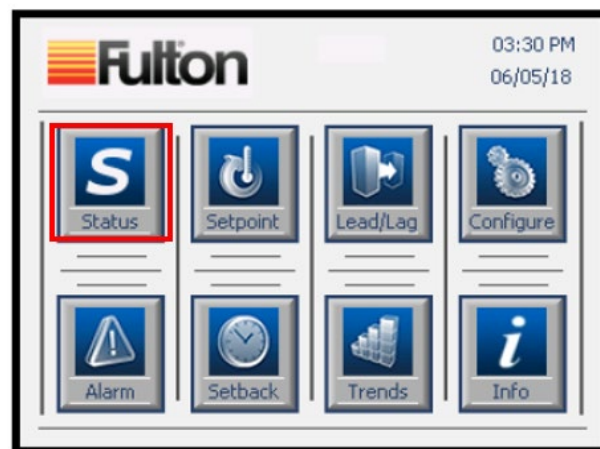 Fulton
03:30 PM
06/05/18
S
Status
Setpoint
Lead/Lag
Configure
Alarm
Setback
Trends
i
Info